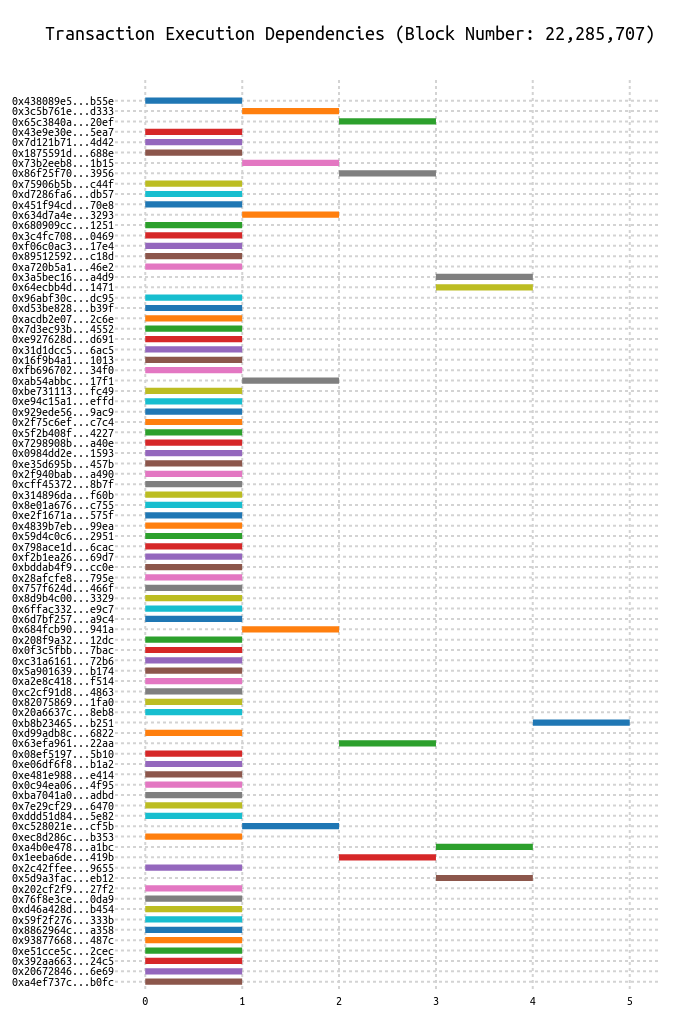 Transaction Execution Dependencies (Block Number: 22,285,707)
0x438089e5...b55e
0x3c5b761e...d333
0x65c3840a...20ef
0x43e9e30e...5ea7
0x7d121b71...4d42
0x1875591d...688e
0x73b2eeb8...1b15
0x86f25f70...3956
0x75906b5b...c44f
0xd7286fa6...db57
0x451f94cd...70e8
0x634d7a4e...3293
0x680909cc...1251
0x3c4fc708...0469
0xf06c0ac3...17e4
0x89512592...c18d
0xa720b5a1...46e2
0x3a5bec16...a4d9
0x64ecbb4d...1471
0x96abf30c...dc95
0xd53be828...b39f
0xacdb2e07...2c6e
0x7d3ec93b...4552
0xe927628d...d691
0x31d1dcc5...6ac5
0x16f9b4a1...1013
0xfb696702...34f0
0xab54abbc...17f1
0xbe731113...fc49
0xe94c15a1...effd
0x929ede56...9ac9
0x2f75c6ef...c7c4
0x5f2b408f...4227
0x7298908b...a40e
0x0984dd2e...1593
0xe35d695b...457b
0x2f940bab...a490
0xcff45372...8b7f
0x314896da...f60b
0x8e01a676...c755
0xe2f1671a...575f
0x4839b7eb...99ea
0x59d4c0c6...2951
0x798ace1d...6cac
0xf2b1ea26...69d7
0xbddab4f9...cc0e
0x28afcfe8...795e
0x757f624d...466f
0x8d9b4c00...3329
0x6ffac332...e9c7
0x6d7bf257...a9c4
0x684fcb90...941a
0x208f9a32...12dc
0x0f3c5fbb...7bac
0xc31a6161...72b6
0x5a901639...b174
0xa2e8c418...f514
0xc2cf91d8...4863
0x82075869...1fa0
0x20a6637c...8eb8
0xb8b23465...b251
0xd99adb8c...6822
0x63efa961...22aa
0x08ef5197...5b10
0xe06df6f8...b1a2
0xe481e988...e414
0x0c94ea06...4f95
0xba7041a0...adbd
0x7e29cf29...6470
0xddd51d84...5e82
0xc528021e...cf5b
0xec8d286c...b353
0xa4b0e478...a1bc
0x1eeba6de...419b
0x2c42ffee...9655
0x5d9a3fac...eb12
0x202cf2f9...27f2
0x76f8e3ce...0da9
0xd46a428d...b454
0x59f2f276...333b
0x8862964c...a358
0x93877668...487c
0xe51cce5c...2cec
0x392aa663...24c5
0x20672846...6e69
0xa4ef737c...b0fc
0 1 2 3 4 5